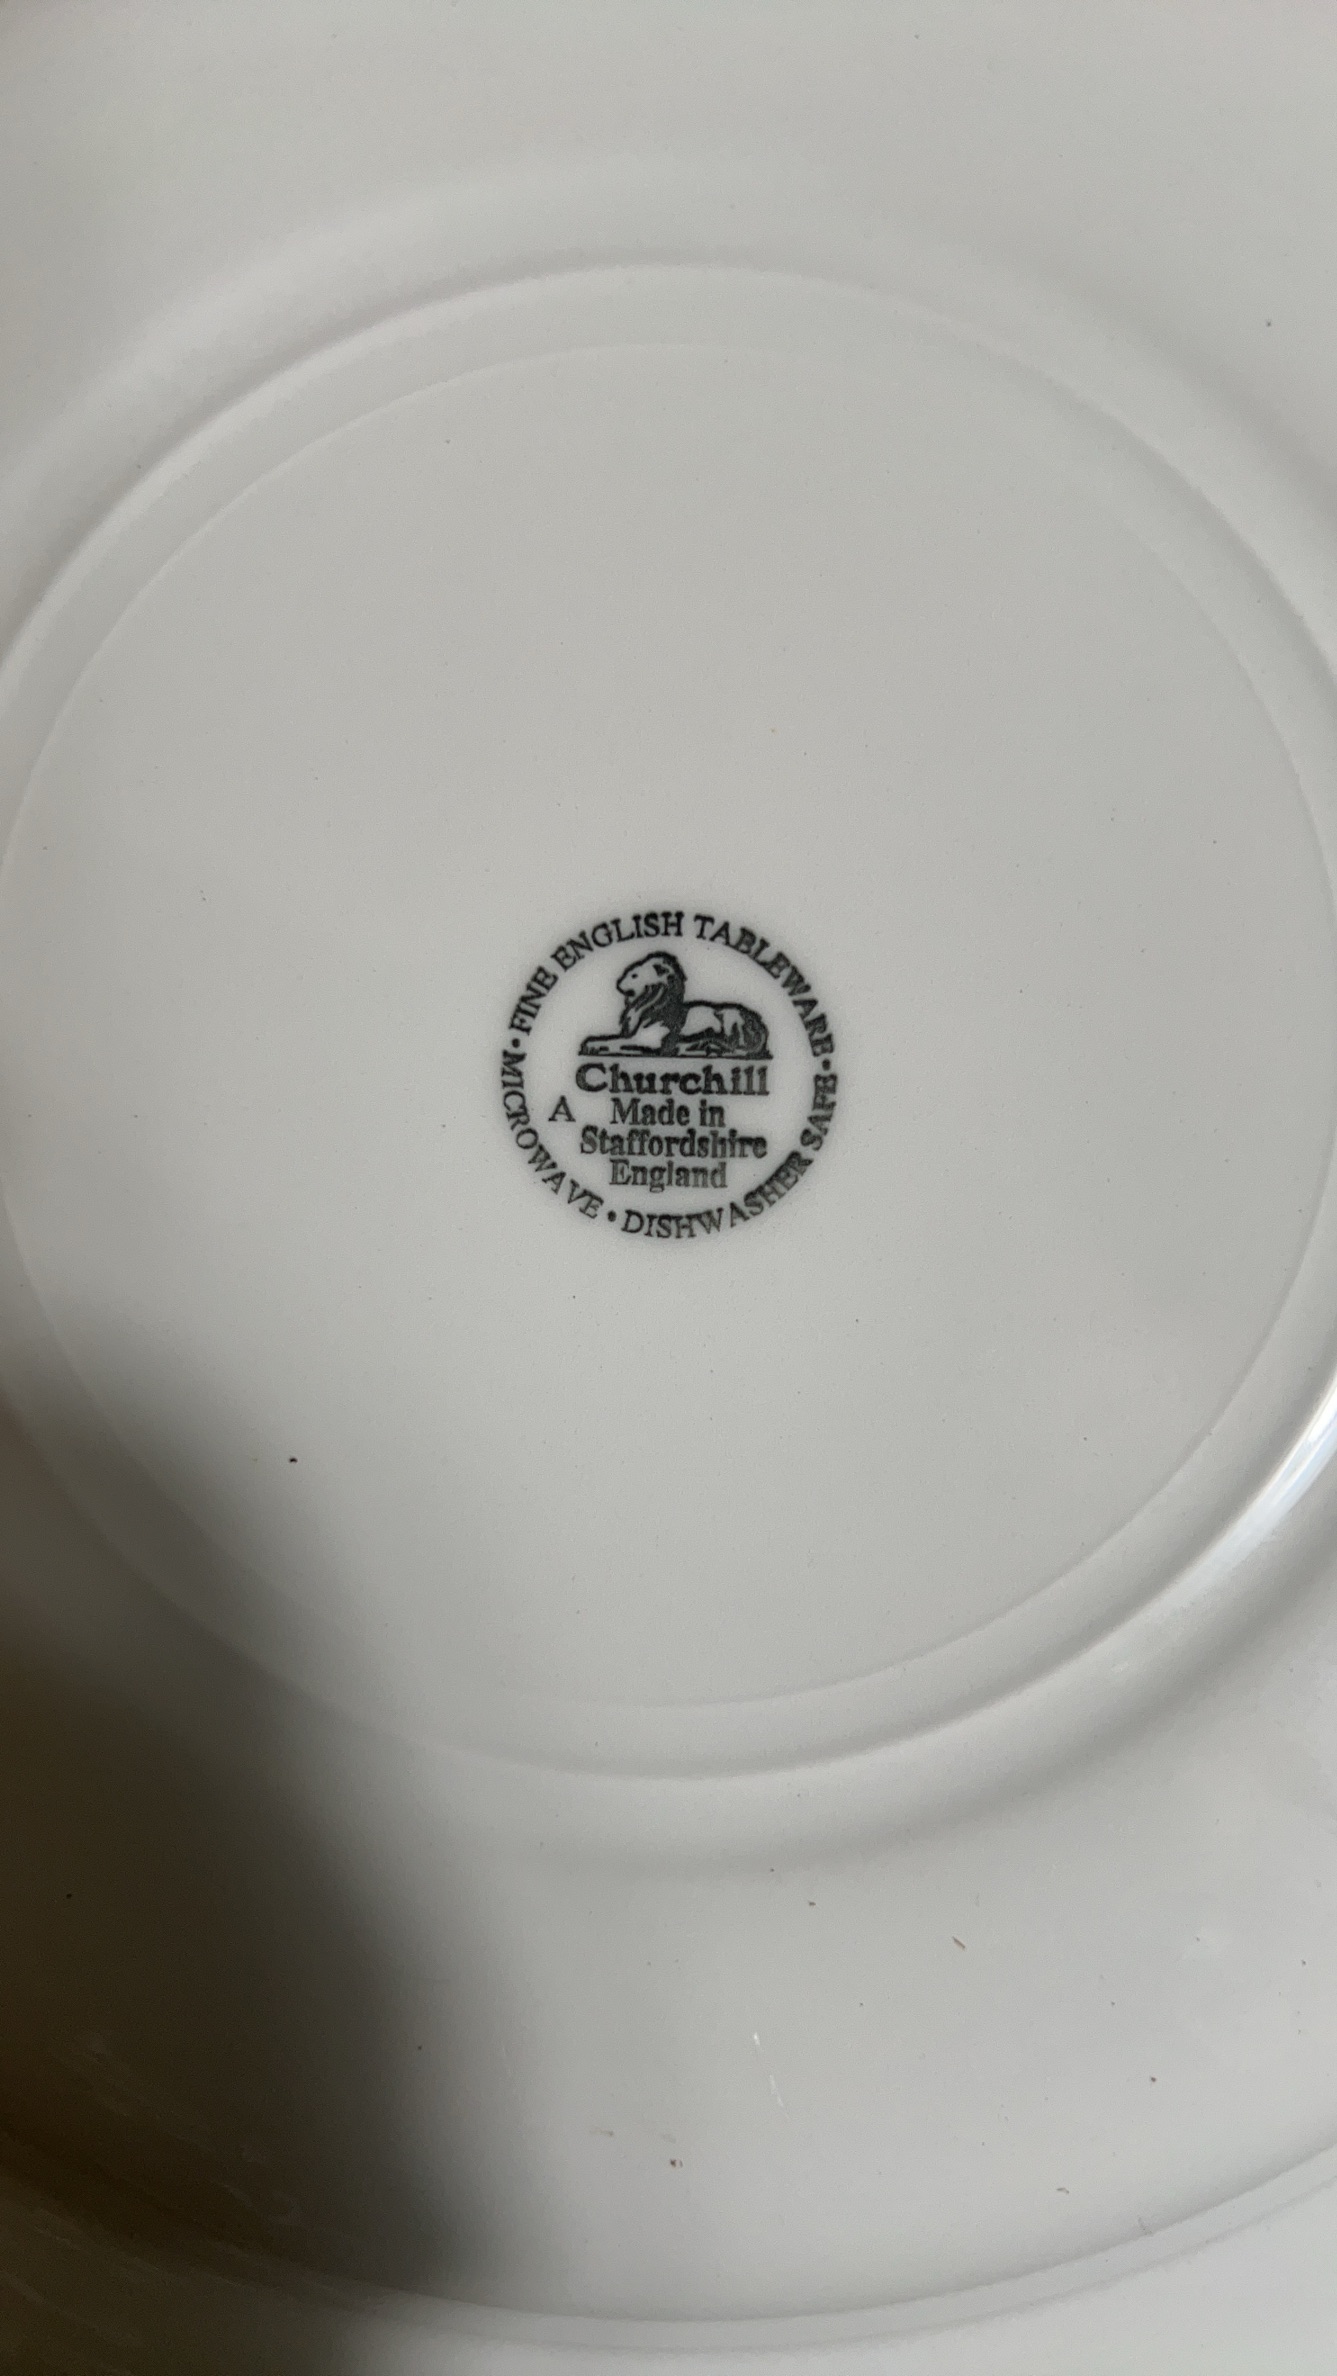 • FINE ENGLISH TABLEWARE •
Churchill
A Made in
Staffordshire
England
MICROWAVE • DISHWASHER SAFE